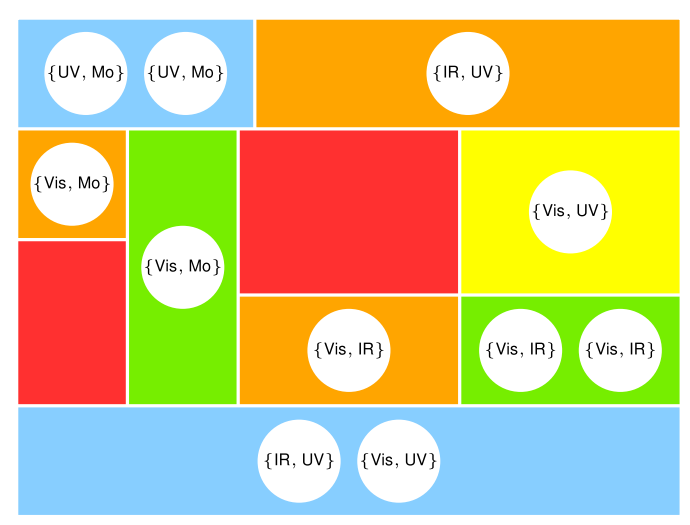 {UV, Mo} {UV, Mo} {IR, UV}
{Vis, Mo}
{Vis, UV}
{Vis, Mo}
{Vis, IR} {Vis, IR} {Vis, IR}
{IR, UV} {Vis, UV}